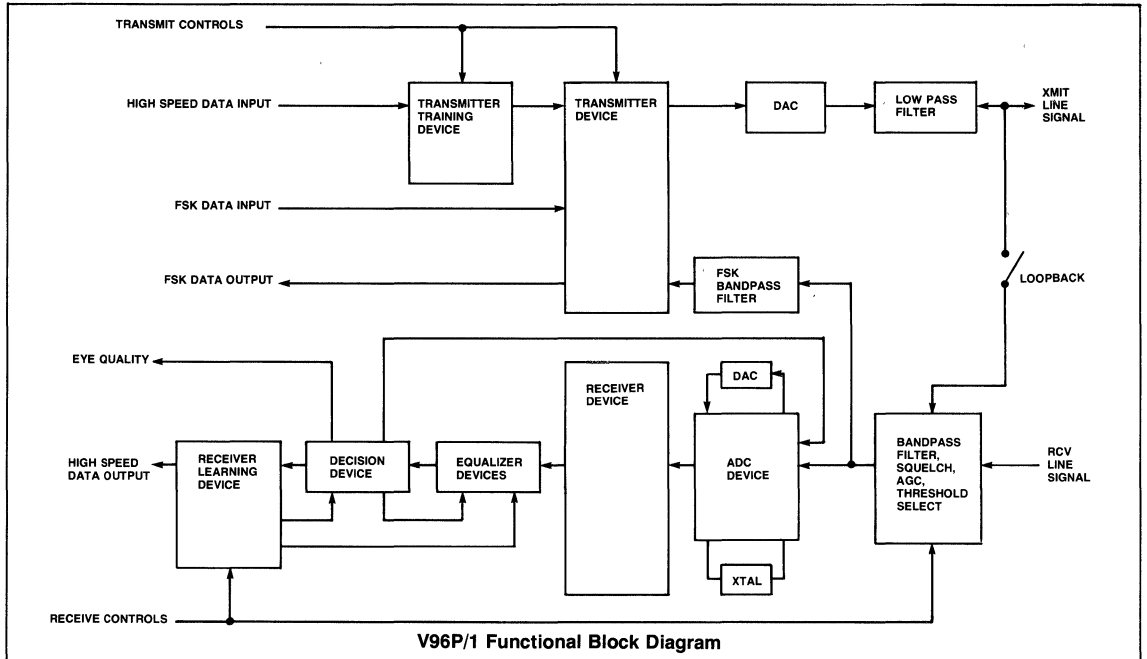 TRANSMIT CONTROLS
HIGH SPEED DATA INPUT
TRANSMITTER
TRAINING
DEVICE
TRANSMITTER
DEVICE
DAC
LOW PASS
FILTER
XMIT
LINE
SIGNAL
FSK DATA INPUT
FSK DATA OUTPUT
FSK
BANDPASS
FILTER
LOOPBACK
EYE QUALITY
HIGH SPEED
DATA OUTPUT
RECEIVER
LEARNING
DEVICE
DECISION
DEVICE
EQUALIZER
DEVICES
RECEIVER
DEVICE
DAC
ADC
DEVICE
XTAL
BANDPASS
FILTER,
SQUELCH,
AGC,
THRESHOLD
SELECT
RCV
LINE
SIGNAL
RECEIVE CONTROLS
V96P/1 Functional Block Diagram